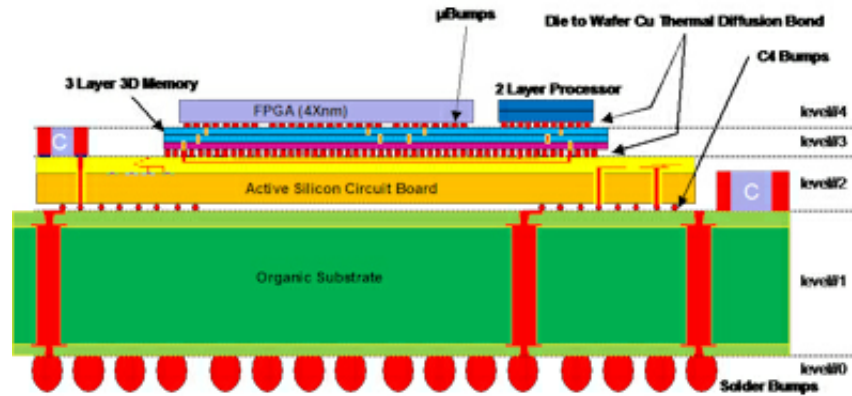 µBumps
Die to Wafer Cu Thermal Diffusion Bond
C4 Bumps
3 Layer 3D Memory
2 Layer Processor
FPGA (4Xnm)
level#4
C
level#3
Active Silicon Circuit Board
level#2
C
Organic Substrate
level#1
level#0
Solder Bumps